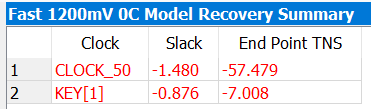 Fast 1200mV 0C Model Recovery Summary
Clock Slack End Point TNS
1 CLOCK_50 -1.480 -57.479
2 KEY[1] -0.876 -7.008